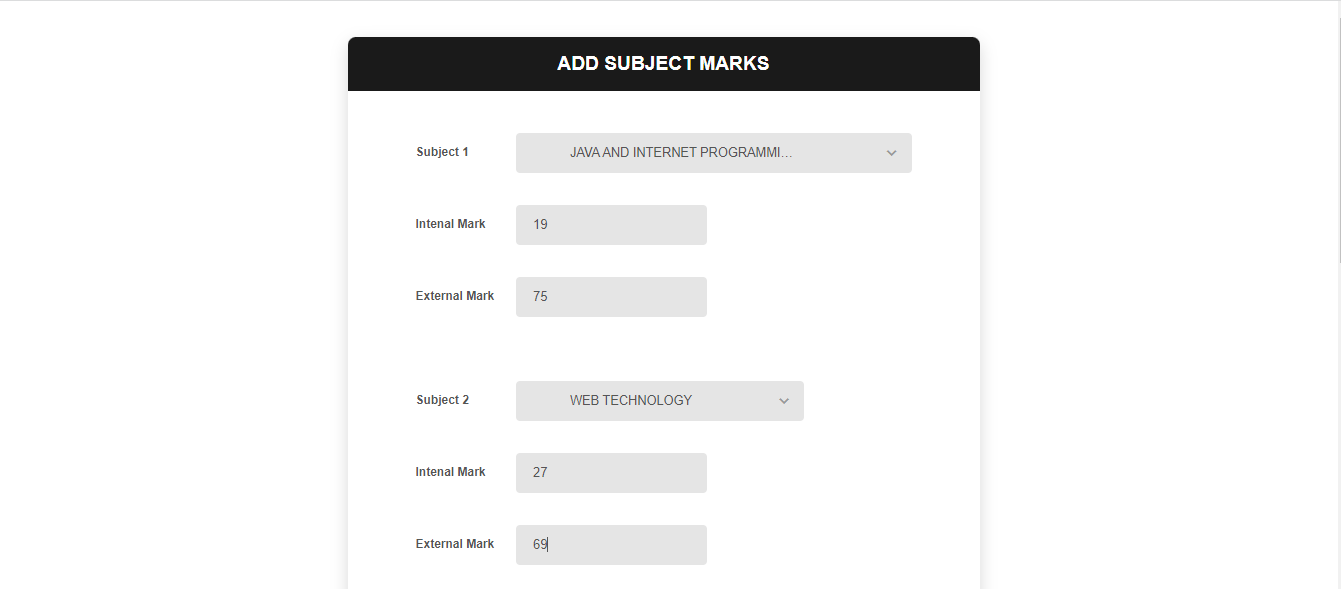 ADD SUBJECT MARKS
Subject 1 JAVA AND INTERNET PROGRAMMI...
Intenal Mark 19
External Mark 75
Subject 2 WEB TECHNOLOGY
Intenal Mark 27
External Mark 69